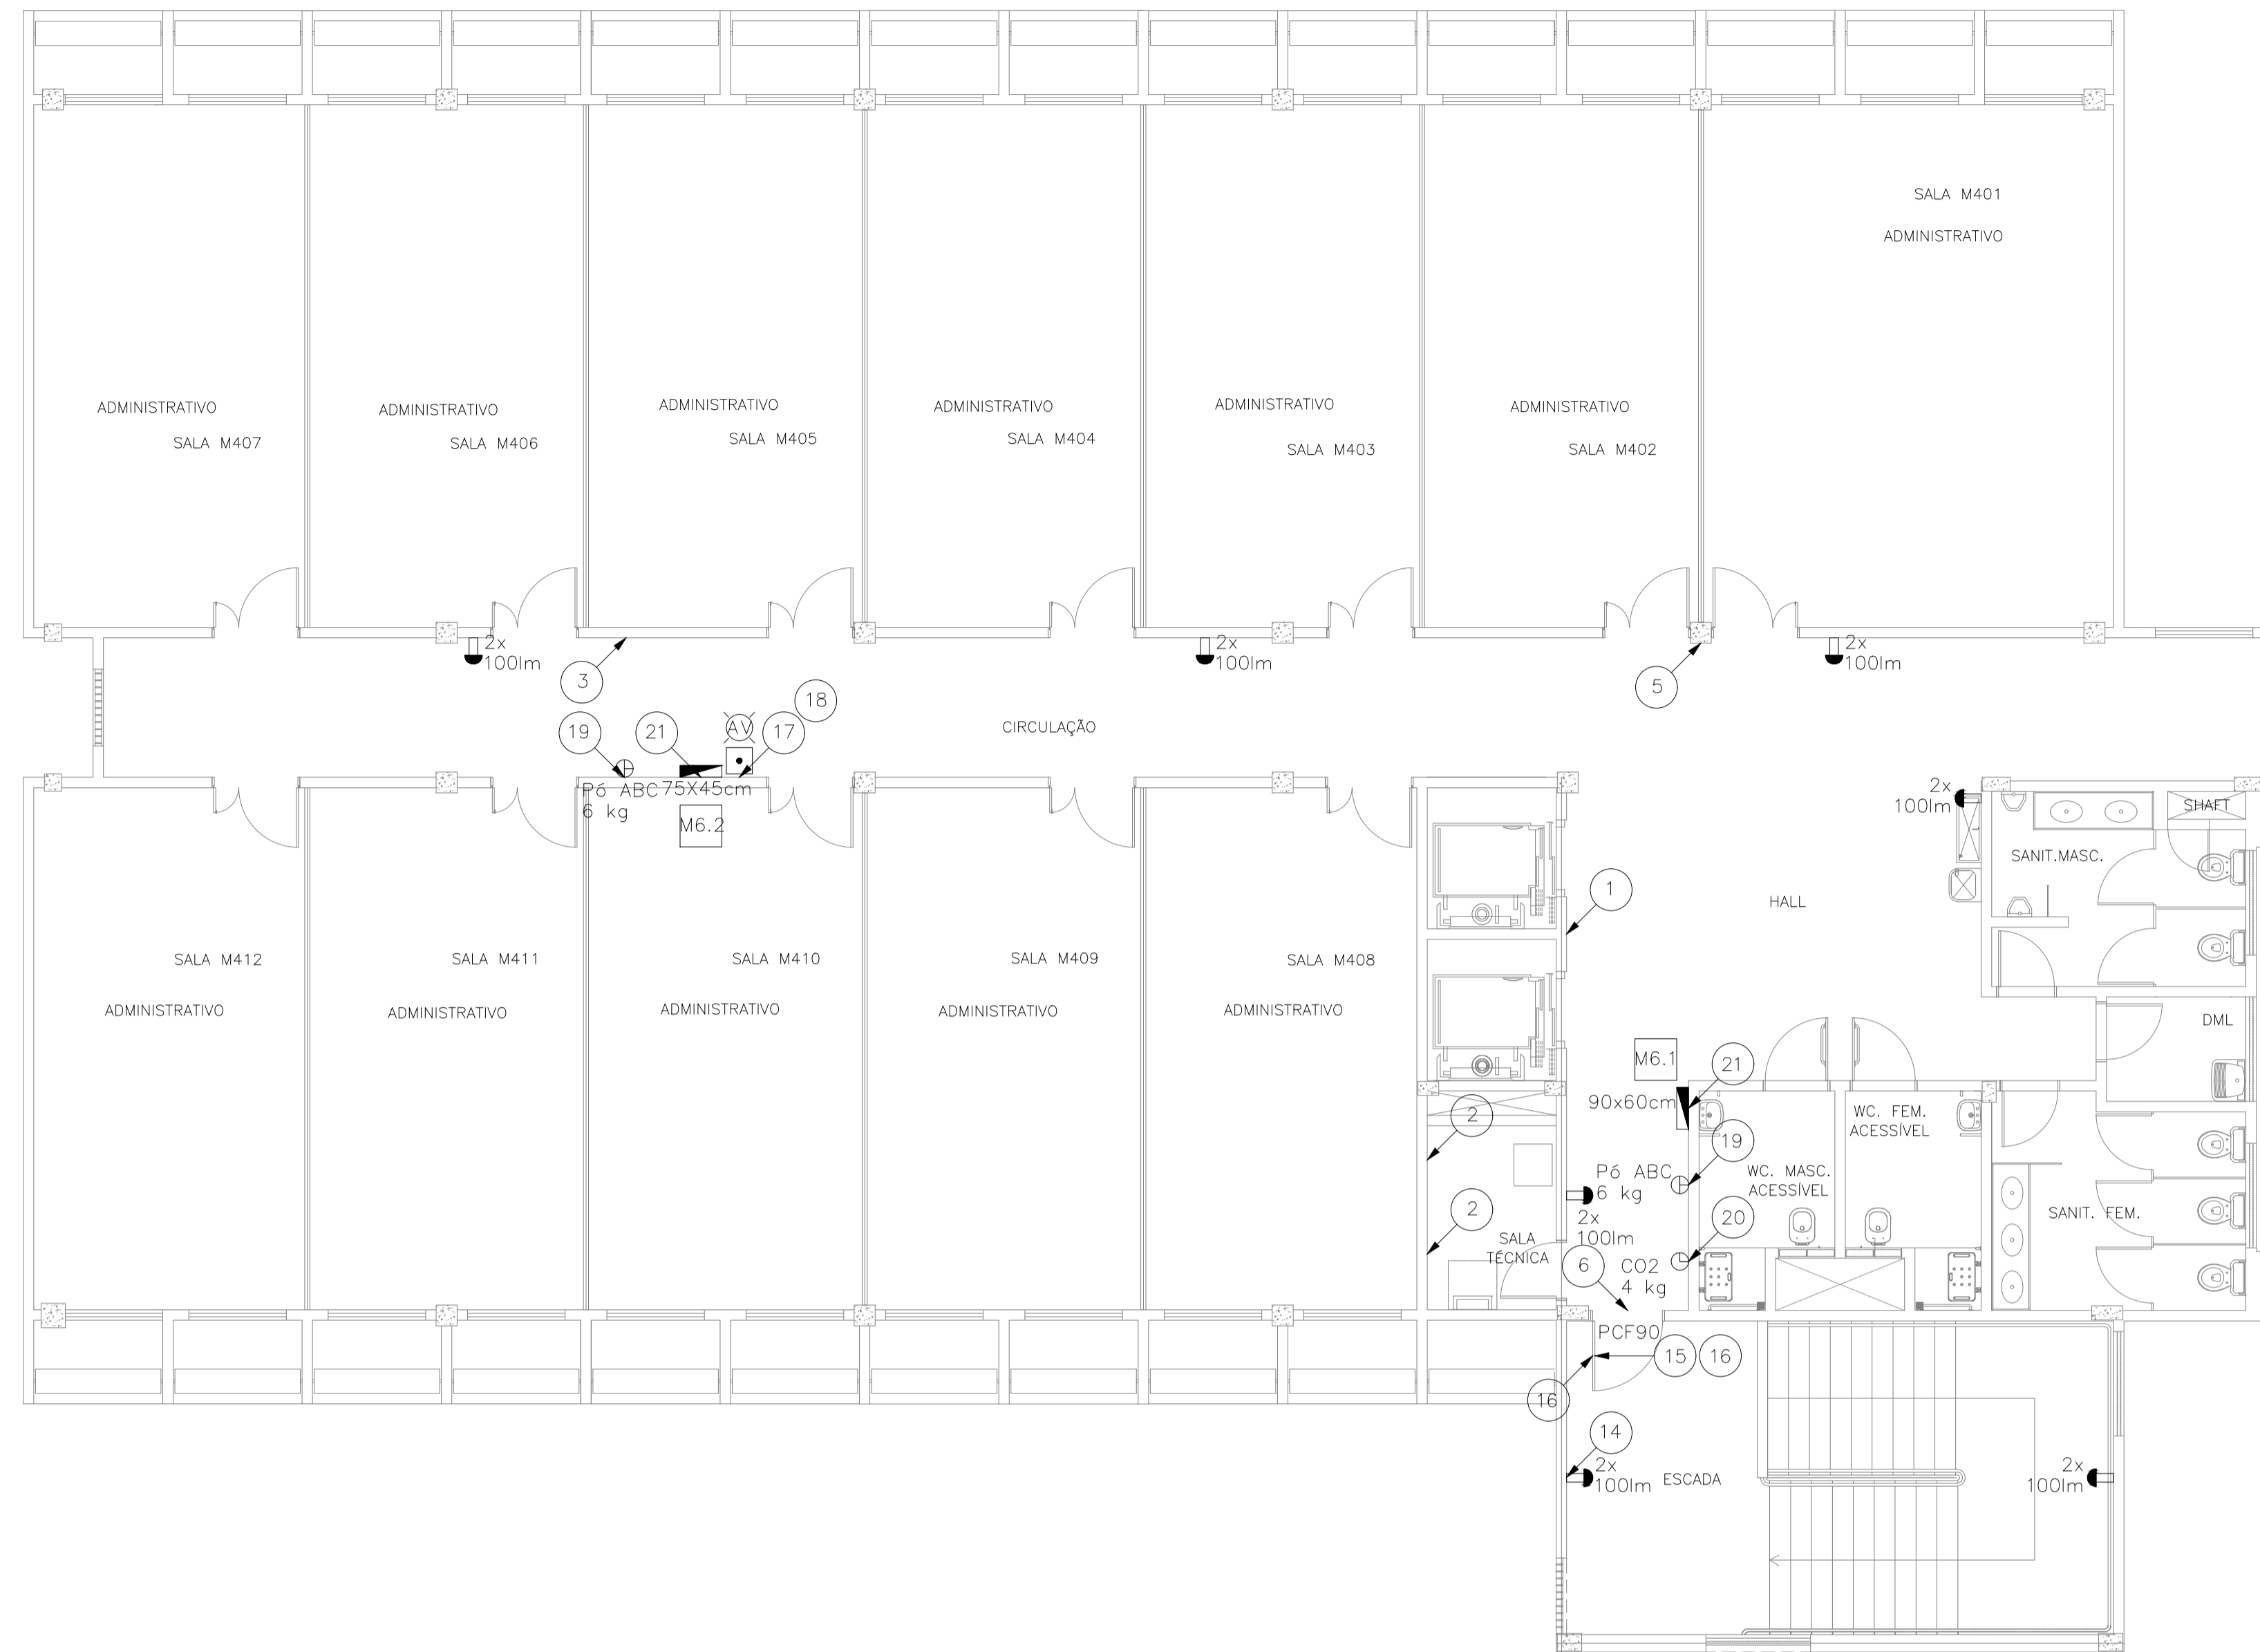 SALA M401
ADMINISTRATIVO
ADMINISTRATIVO
SALA M407
ADMINISTRATIVO
SALA M406
ADMINISTRATIVO
SALA M405
ADMINISTRATIVO
SALA M404
ADMINISTRATIVO
SALA M403
ADMINISTRATIVO
SALA M402
2x
100lm
3
2x
100lm
5
2x
100lm
19
21
AV
17
18
CIRCULAÇÃO
Pó ABC
6 kg
75X45cm
M6.2
2x
100lm
SHAFT
SANIT.MASC.
1
HALL
SALA M412
ADMINISTRATIVO
SALA M411
ADMINISTRATIVO
SALA M410
ADMINISTRATIVO
SALA M409
ADMINISTRATIVO
SALA M408
ADMINISTRATIVO
DML
M6.1
21
90x60cm
2
19
WC. FEM.
ACESSÍVEL
Pó ABC
6 kg
WC. MASC.
ACESSÍVEL
2
2x
100lm
20
SANIT. FEM.
SALA
TÉCNICA
6
CO2
4 kg
PCF90
15
16
16
14
2x
100lm
ESCADA
2x
100lm